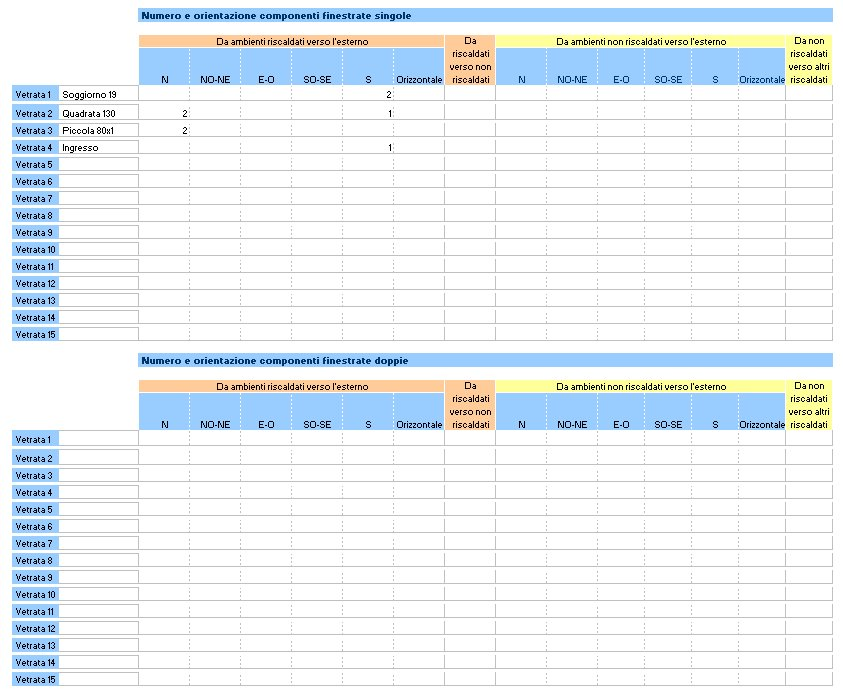 Numero e orientazione componenti finestrate singole
Da ambienti riscaldati verso l'esterno Da riscaldati verso non riscaldati Da ambienti non riscaldati verso l'esterno Da non riscaldati verso altri riscaldati
N NO-NE E-O SO-SE S Orizzontale N NO-NE E-O SO-SE S Orizzontale
Vetrata 1 Soggiorno 19 2
Vetrata 2 Quadrata 130 2 1
Vetrata 3 Piccola 80x1 2
Vetrata 4 Ingresso 1
Vetrata 5
Vetrata 6
Vetrata 7
Vetrata 8
Vetrata 9
Vetrata 10
Vetrata 11
Vetrata 12
Vetrata 13
Vetrata 14
Vetrata 15
Numero e orientazione componenti finestrate doppie
Da ambienti riscaldati verso l'esterno Da riscaldati verso non riscaldati Da ambienti non riscaldati verso l'esterno Da non riscaldati verso altri riscaldati
N NO-NE E-O SO-SE S Orizzontale N NO-NE E-O SO-SE S Orizzontale
Vetrata 1
Vetrata 2
Vetrata 3
Vetrata 4
Vetrata 5
Vetrata 6
Vetrata 7
Vetrata 8
Vetrata 9
Vetrata 10
Vetrata 11
Vetrata 12
Vetrata 13
Vetrata 14
Vetrata 15